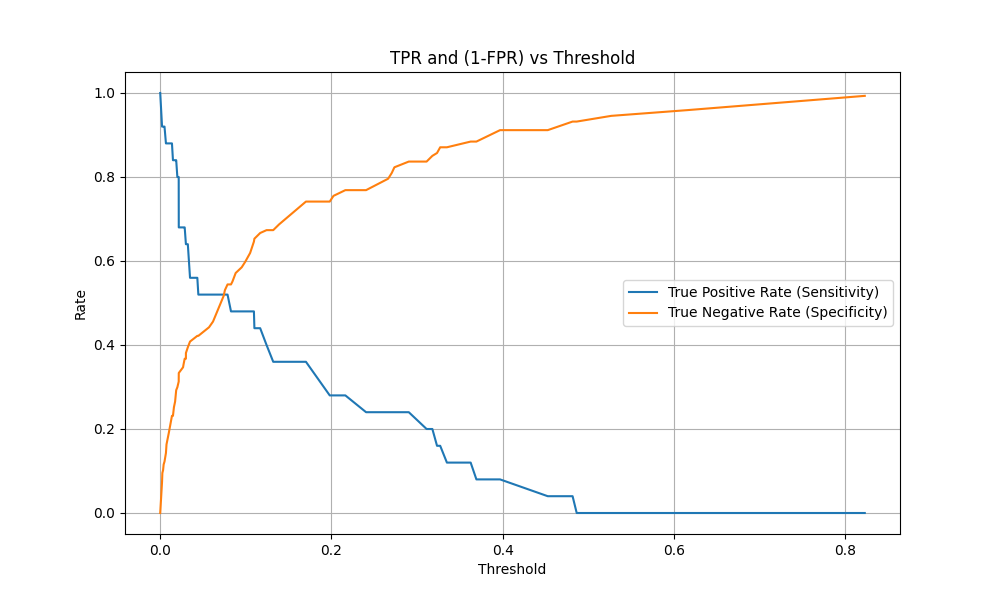 TPR and (1-FPR) vs Threshold
1.0
0.8
0.6
0.4
0.2
0.0
Rate
True Positive Rate (Sensitivity)
True Negative Rate (Specificity)
0.0 0.2 0.4 0.6 0.8
Threshold